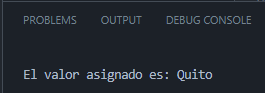 PROBLEMS OUTPUT DEBUG CONSOLE
El valor asignado es: Quito